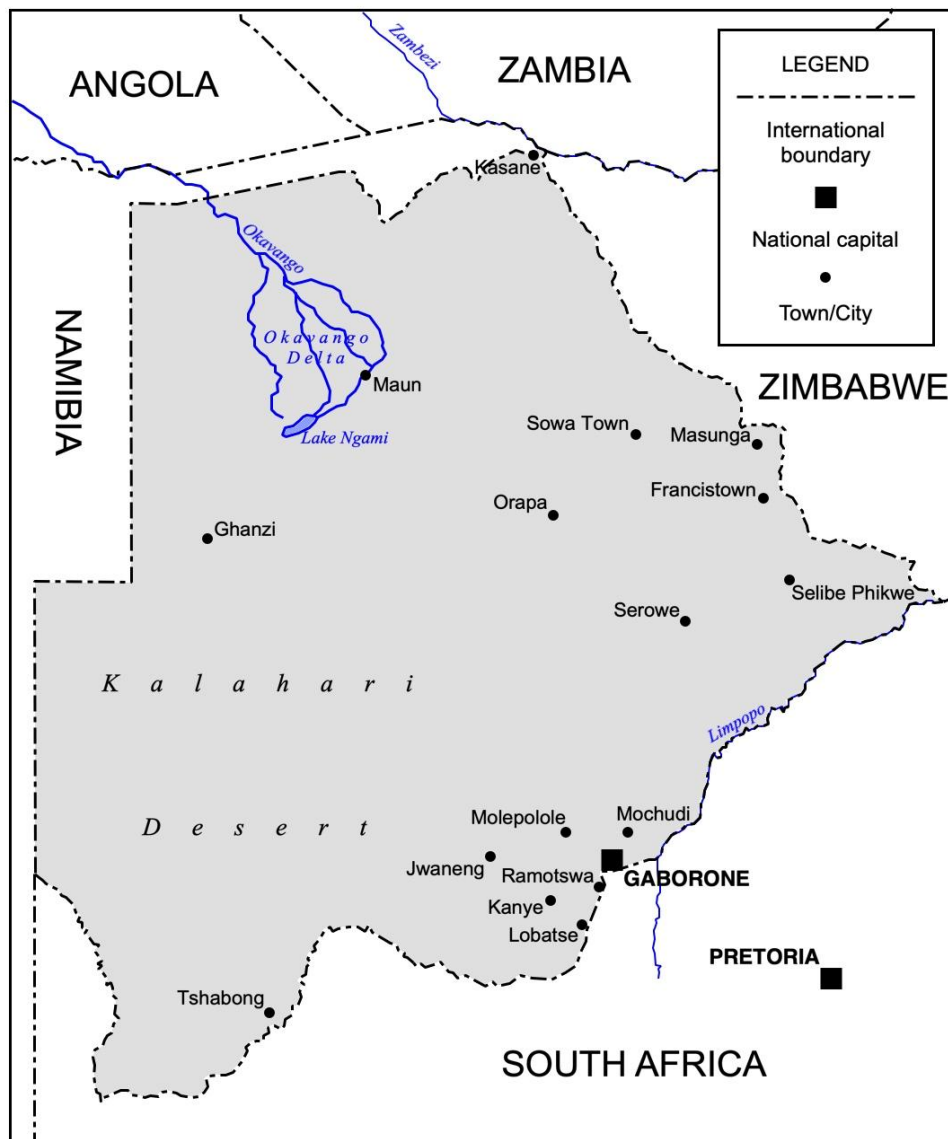 ANGOLA
Zambezi
ZAMBIA
LEGEND
International
boundary
National capital
Town/City
Kasane
Okavango
NAMIBIA
Okavango
Delta
Maun
ZIMBABWE
Lake Ngami
Sowa Town
Masunga
Francistown
Orapa
Ghanzi
Selibe Phikwe
Serowe
Kalahari
Limpopo
Desert
Molepolole
Mochudi
Jwaneng
Ramotswa
GABORONE
Kanye
Lobatse
PRETORIA
Tshabong
SOUTH AFRICA